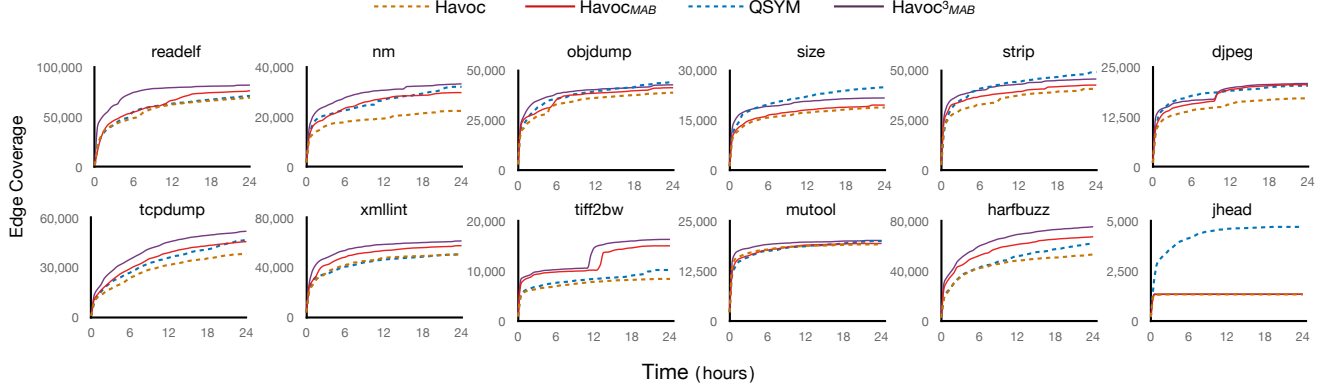 Havoc Havoc_MAB QSYM Havoc³_MAB
readelf nm objdump size strip djpeg
100,000 40,000 50,000 30,000 50,000 25,000
50,000 20,000 25,000 15,000 25,000 12,500
0 0 0 0 0 0
0 6 12 18 24 0 6 12 18 24 0 6 12 18 24 0 6 12 18 24 0 6 12 18 24 0 6 12 18 24
Edge Coverage
tcpdump xmllint tiff2bw mutool harfbuzz jhead
60,000 80,000 20,000 25,000 80,000 5,000
30,000 40,000 10,000 12,500 40,000 2,500
0 0 0 0 0 0
0 6 12 18 24 0 6 12 18 24 0 6 12 18 24 0 6 12 18 24 0 6 12 18 24 0 6 12 18 24
Time (hours)